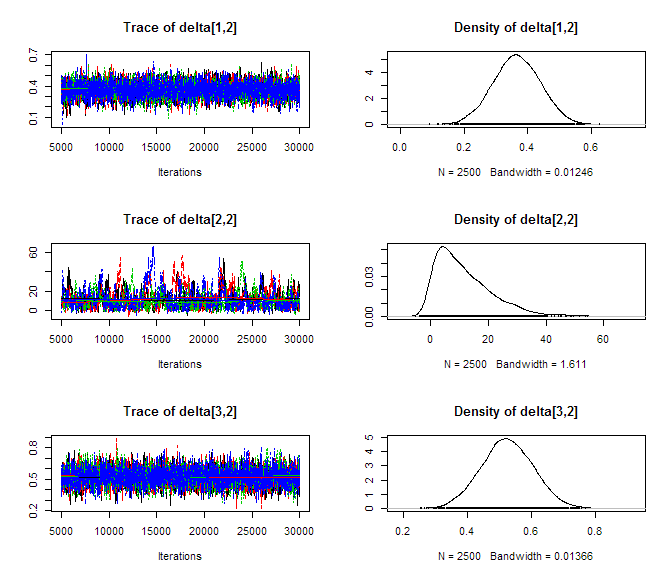 Trace of delta[1,2]
0.1 0.4 0.7
5000 10000 15000 20000 25000 30000
Iterations
Density of delta[1,2]
0 2 4
0.0 0.2 0.4 0.6
N = 2500 Bandwidth = 0.01246
Trace of delta[2,2]
0 20 60
5000 10000 15000 20000 25000 30000
Iterations
Density of delta[2,2]
0.00 0.03
0 20 40 60
N = 2500 Bandwidth = 1.611
Trace of delta[3,2]
0.2 0.5 0.8
5000 10000 15000 20000 25000 30000
Iterations
Density of delta[3,2]
0 1 2 3 4 5
0.2 0.4 0.6 0.8
N = 2500 Bandwidth = 0.01366